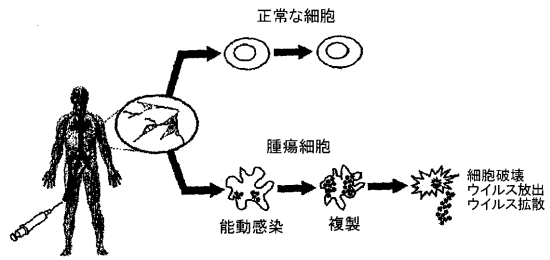 正常な細胞
腫瘍細胞
能動感染
複製
細胞破壊
ウイルス放出
ウイルス拡散